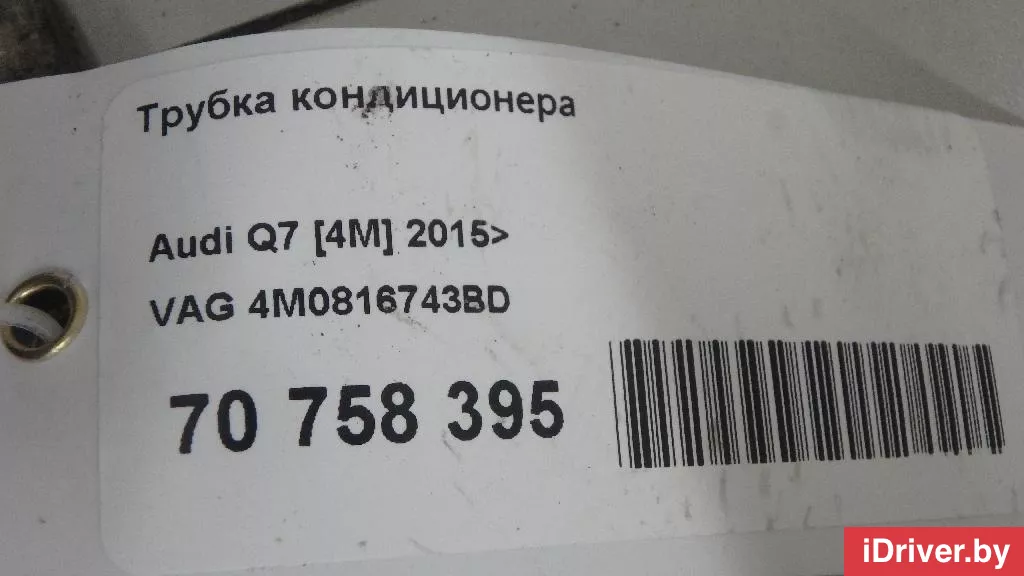 Трубка кондиционера
Audi Q7 [4M] 2015>
VAG 4M0816743BD
70 758 395
iDriver.by